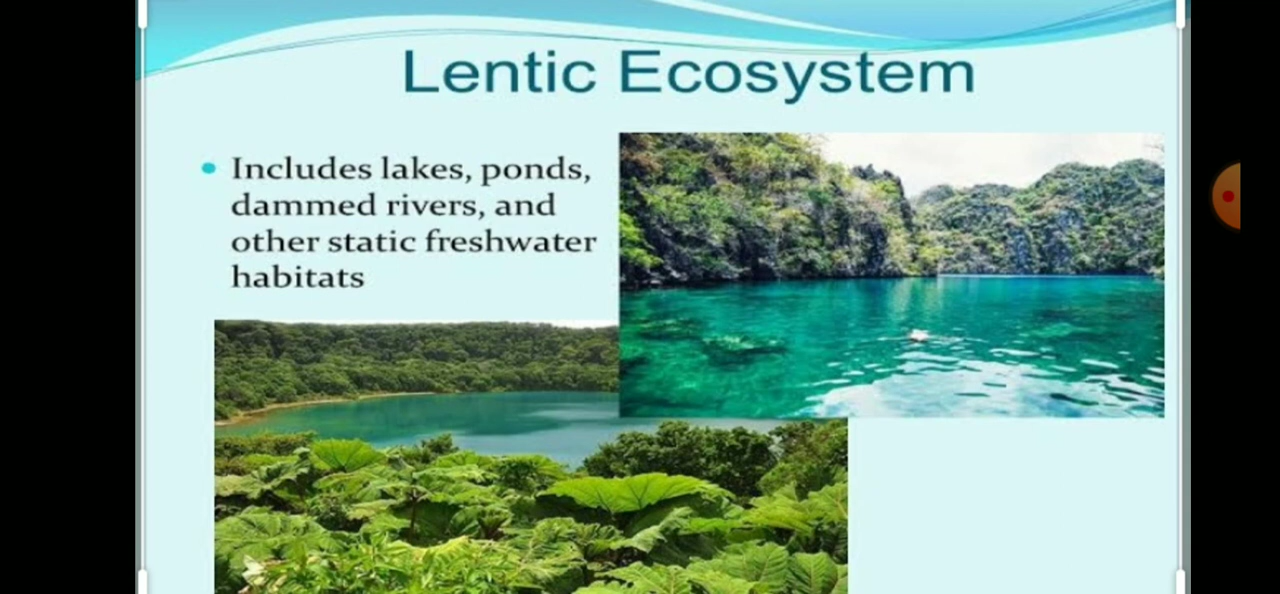 Lentic Ecosystem
• Includes lakes, ponds,
dammed rivers, and
other static freshwater
habitats